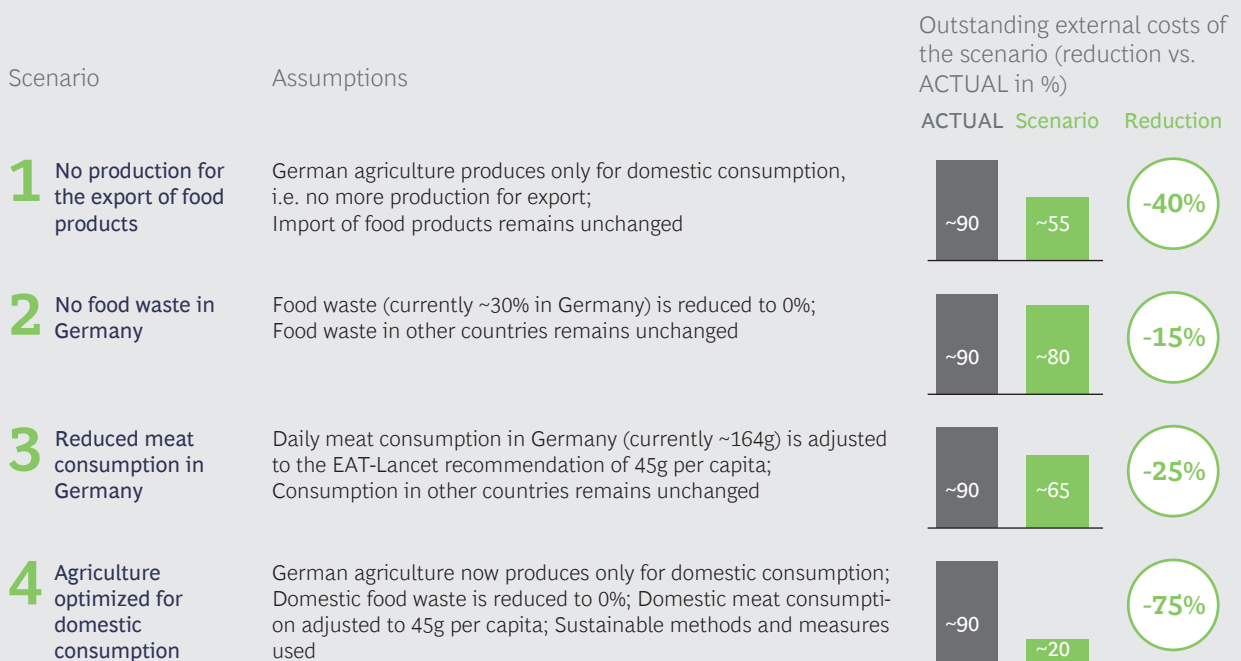 Outstanding external costs of
the scenario (reduction vs.
ACTUAL in %)
Scenario
Assumptions
ACTUAL Scenario Reduction
1
No production for
the export of food
products
German agriculture produces only for domestic consumption,
i.e. no more production for export;
Import of food products remains unchanged
~90
~55
-40%
2
No food waste in
Germany
Food waste (currently ~30% in Germany) is reduced to 0%;
Food waste in other countries remains unchanged
~90
~80
-15%
3
Reduced meat
consumption in
Germany
Daily meat consumption in Germany (currently ~164g) is adjusted
to the EAT-Lancet recommendation of 45g per capita;
Consumption in other countries remains unchanged
~90
~65
-25%
4
Agriculture
optimized for
domestic
consumption
German agriculture now produces only for domestic consumption;
Domestic food waste is reduced to 0%; Domestic meat consumpti-
on adjusted to 45g per capita; Sustainable methods and measures
used
~90
~20
-75%